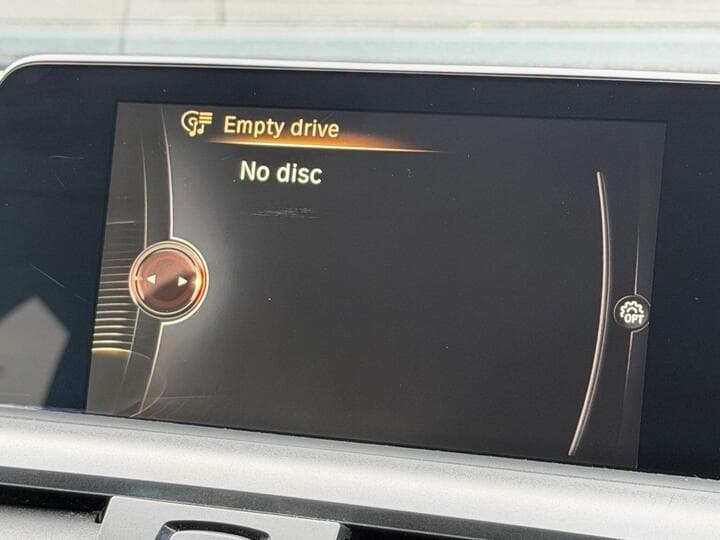 Empty drive
No disc
OPT